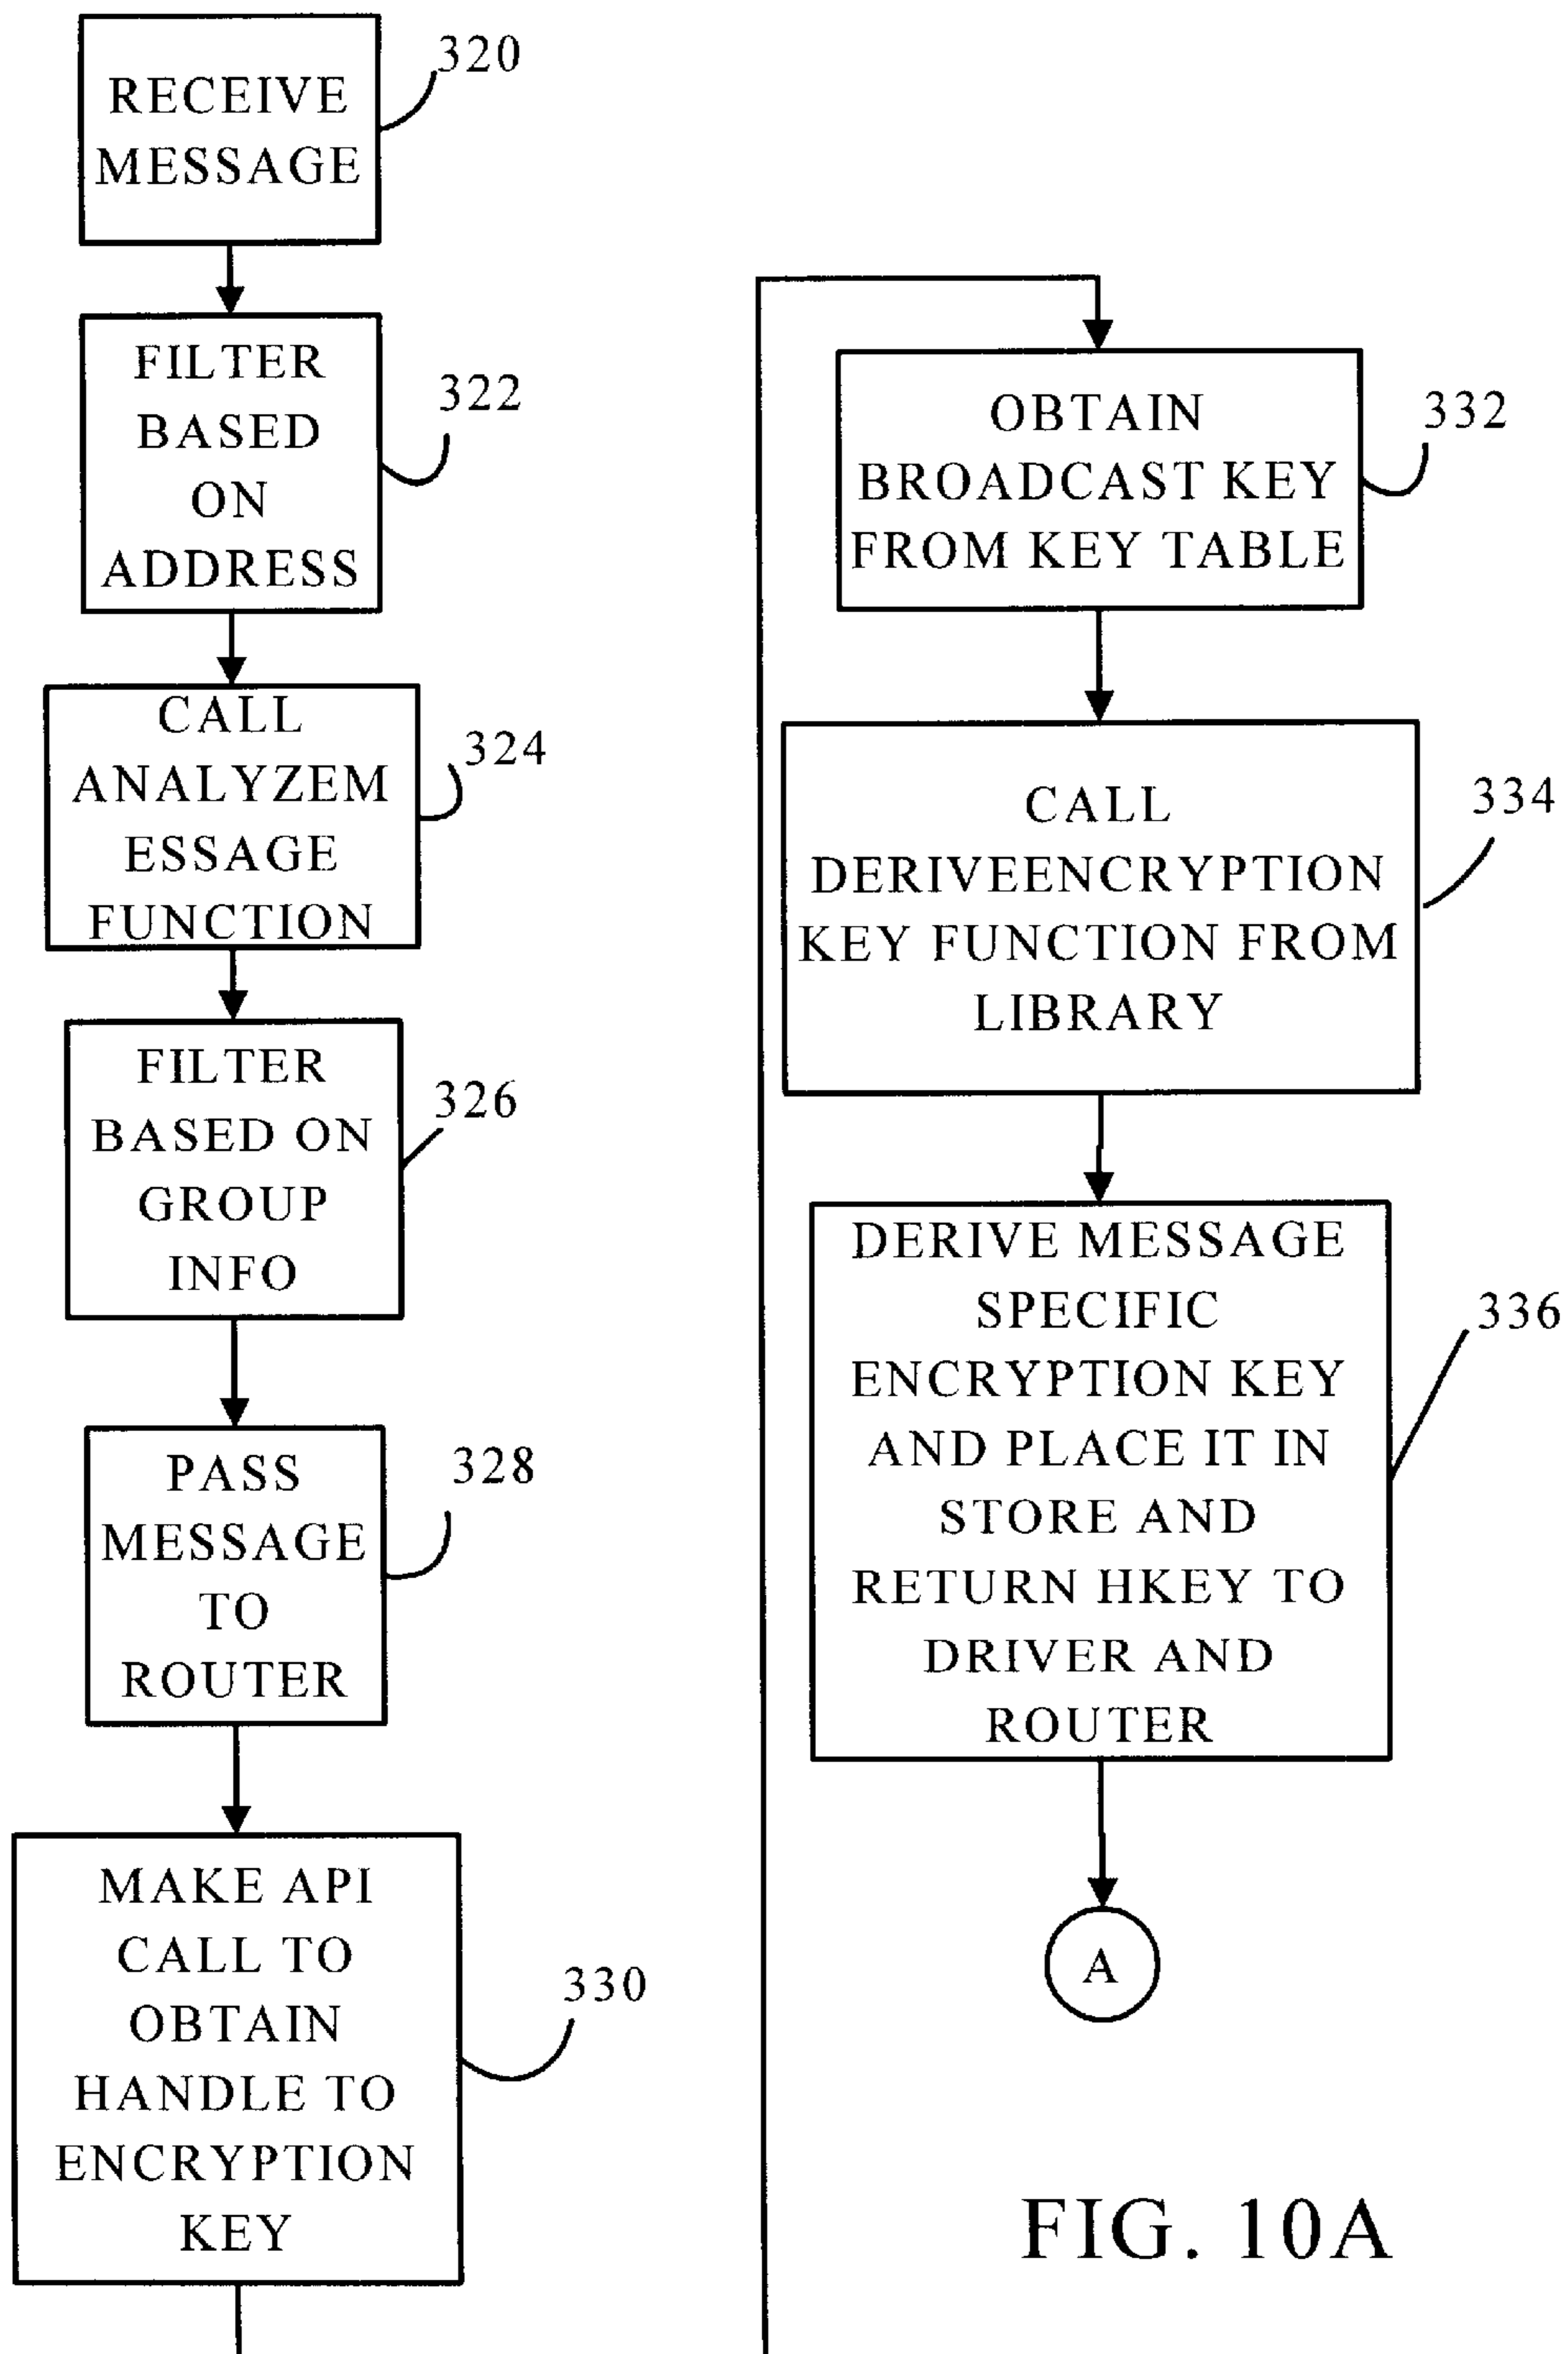 RECEIVE
MESSAGE
320
FILTER
BASED
ON
ADDRESS
322
CALL
ANALYZEM
ESSAGE
FUNCTION
324
FILTER
BASED ON
GROUP
INFO
326
PASS
MESSAGE
TO
ROUTER
328
MAKE API
CALL TO
OBTAIN
HANDLE TO
ENCRYPTION
KEY
330
OBTAIN
BROADCAST KEY
FROM KEY TABLE
332
CALL
DERIVEENCRYPTION
KEY FUNCTION FROM
LIBRARY
334
DERIVE MESSAGE
SPECIFIC
ENCRYPTION KEY
AND PLACE IT IN
STORE AND
RETURN HKEY TO
DRIVER AND
ROUTER
336
A
FIG. 10A